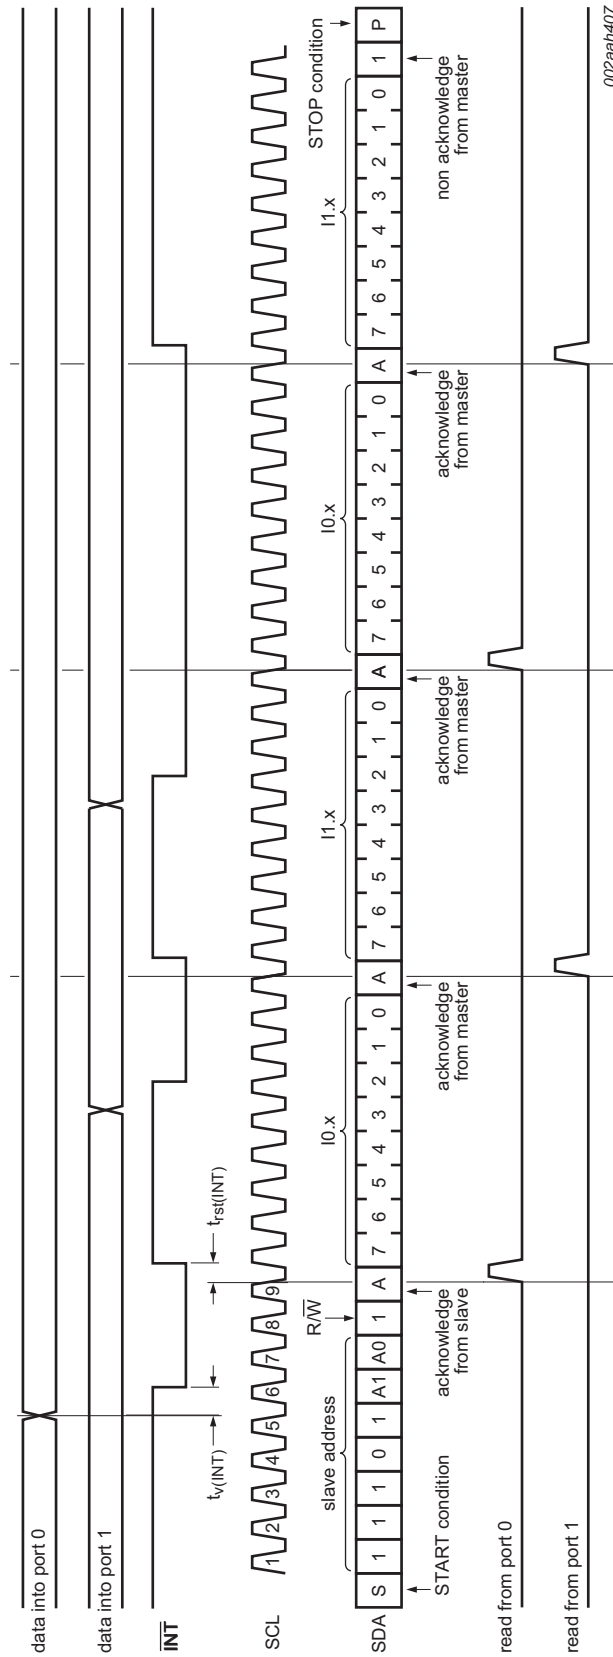 data into port 0
data into port 1
INT
t_v(INT)
t_rst(INT)
SCL
1 2 3 4 5 6 7 8 9
slave address
R/W
I0.x
I1.x
I0.x
I1.x
STOP condition
SDA
S 1 1 1 0 1 A1 A0 1 A 7 6 5 4 3 2 1 0 A 7 6 5 4 3 2 1 0 A 7 6 5 4 3 2 1 0 A 7 6 5 4 3 2 1 0 1 P
START condition
acknowledge
from slave
acknowledge
from master
acknowledge
from master
acknowledge
from master
non acknowledge
from master
read from port 0
read from port 1
002aah407